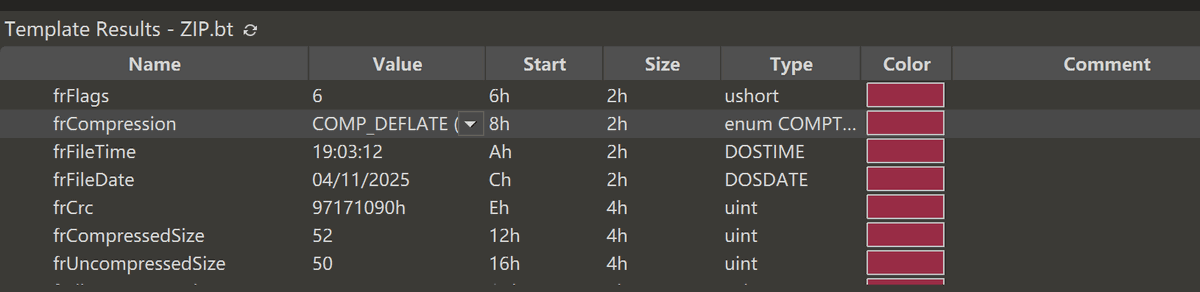 Template Results - ZIP.bt
Name Value Start Size Type Color Comment
frFlags 6 6h 2h ushort
frCompression COMP_DEFLATE ( 8h 2h enum COMPT...
frFileTime 19:03:12 Ah 2h DOSTIME
frFileDate 04/11/2025 Ch 2h DOSDATE
frCrc 97171090h Eh 4h uint
frCompressedSize 52 12h 4h uint
frUncompressedSize 50 16h 4h uint